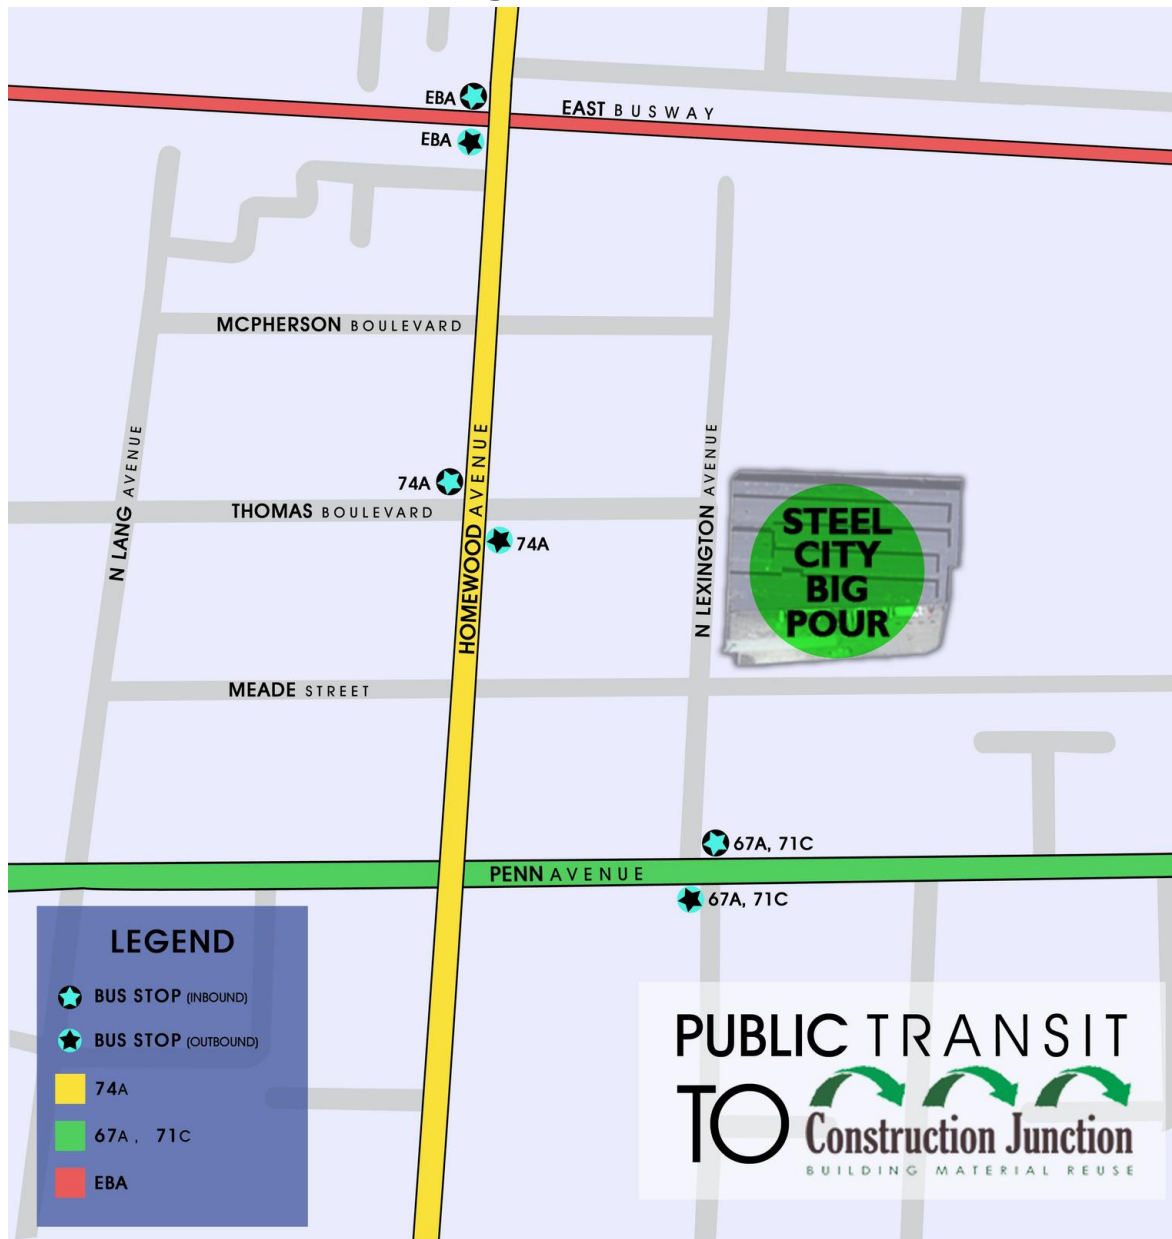 EBA
EAST BUSWAY
EBA
MCPHERSON BOULEVARD
N LANG AVENUE
HOMEWOOD AVENUE
N LEXINGTON AVENUE
74A
THOMAS BOULEVARD
74A
STEEL
CITY
BIG
POUR
MEADE STREET
67A, 71C
PENN AVENUE
67A, 71C
LEGEND
BUS STOP (INBOUND)
BUS STOP (OUTBOUND)
74A
67A, 71C
EBA
PUBLIC TRANSIT
TO Construction Junction
BUILDING MATERIAL REUSE